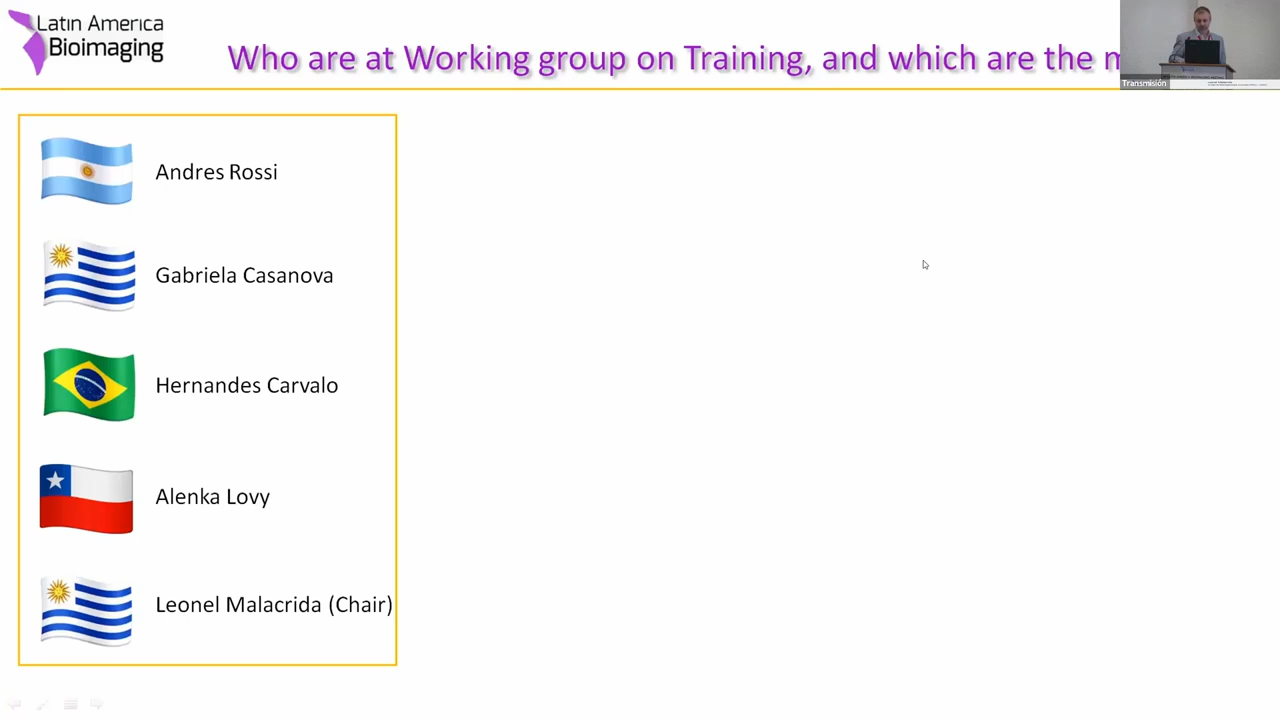 Latin America
Bioimaging
Who are at Working group on Training, and which are the
Transmisión
Andres Rossi
Gabriela Casanova
Hernandes Carvalo
Alenka Lovy
Leonel Malacrida (Chair)